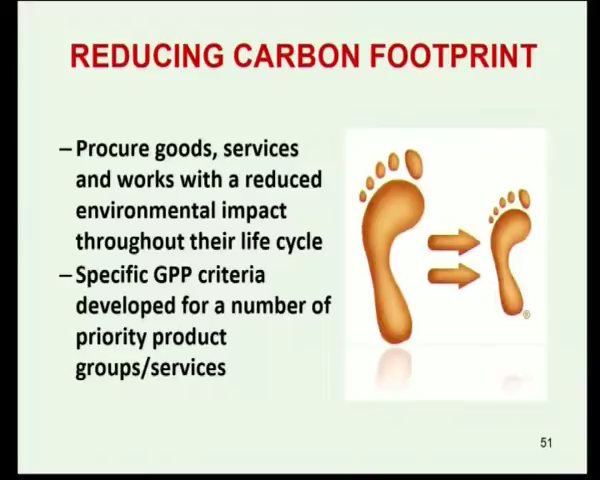 REDUCING CARBON FOOTPRINT
– Procure goods, services
and works with a reduced
environmental impact
throughout their life cycle
– Specific GPP criteria
developed for a number of
priority product
groups/services
®
51